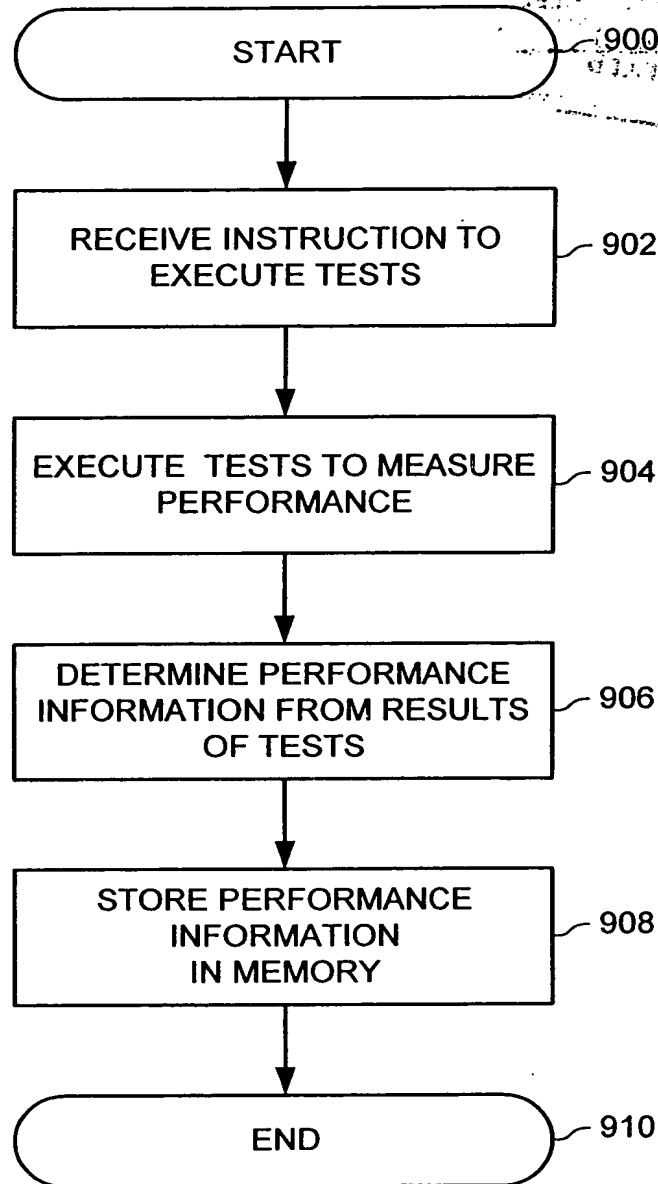 START
900
RECEIVE INSTRUCTION TO
EXECUTE TESTS
902
EXECUTE TESTS TO MEASURE
PERFORMANCE
904
DETERMINE PERFORMANCE
INFORMATION FROM RESULTS
OF TESTS
906
STORE PERFORMANCE
INFORMATION
IN MEMORY
908
END
910